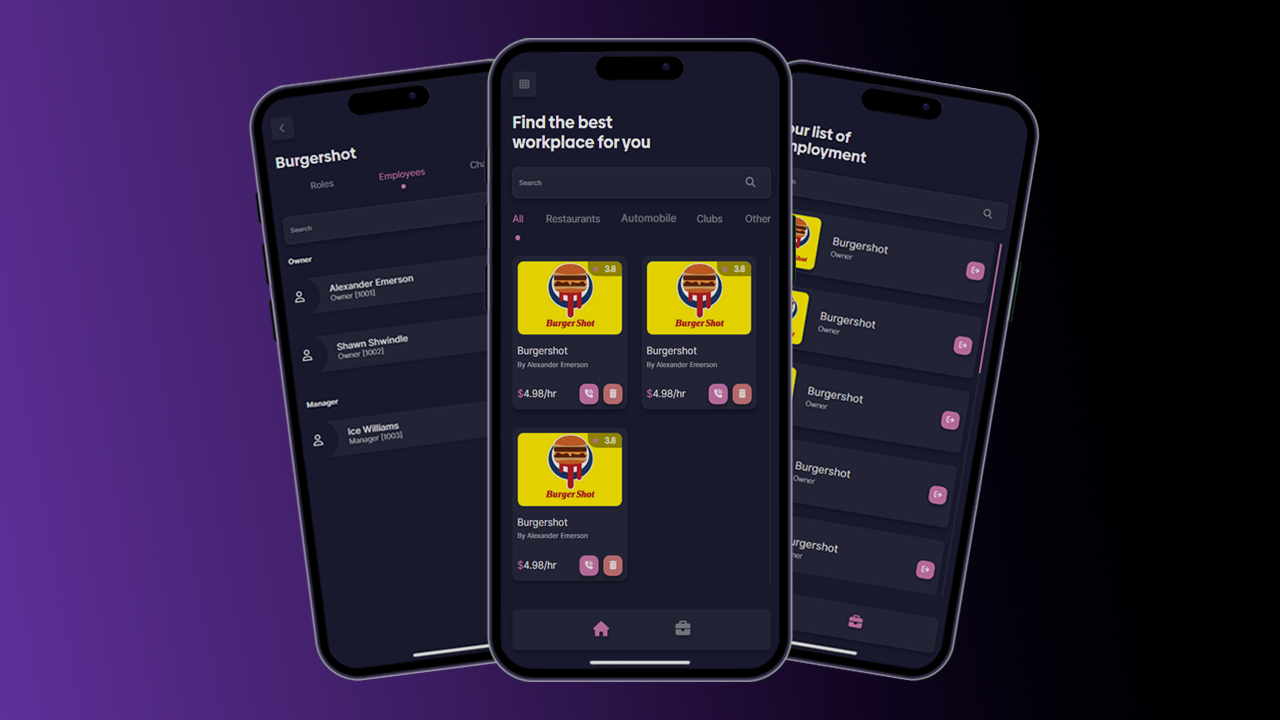 Burgershot
Roles
Employees
Search
Owner
Alexander Emerson
Owner [1001]
Shawn Shwindle
Owner [1002]
Manager
Ice Williams
Manager [1003]
Find the best
workplace for you
Search
All
Restaurants
Automobile
Clubs
Other
3.8
Burger Shot
Burgershot
By Alexander Emerson
$4.98/hr
3.8
Burger Shot
Burgershot
By Alexander Emerson
$4.98/hr
3.8
Burger Shot
Burgershot
By Alexander Emerson
$4.98/hr
our list of
mployment
Burgershot
Owner
Burgershot
Owner
Burgershot
Owner
Burgershot
Owner
urgershot